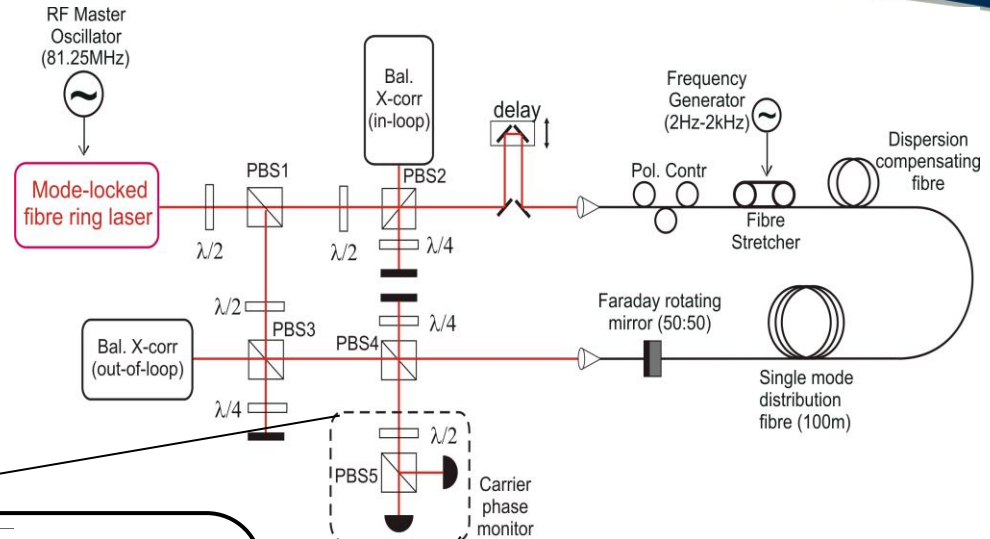 RF Master
Oscillator
(81.25MHz)
Mode-locked
fibre ring laser
λ/2
PBS1
λ/2
Bal.
X-corr
(in-loop)
PBS2
λ/4
delay
Pol. Contr
Frequency
Generator
(2Hz-2kHz)
Fibre
Stretcher
Dispersion
compensating
fibre
λ/2
PBS3
Bal. X-corr
(out-of-loop)
λ/4
PBS4
λ/4
Faraday rotating
mirror (50:50)
Single mode
distribution
fibre (100m)
λ/2
PBS5
Carrier
phase
monitor